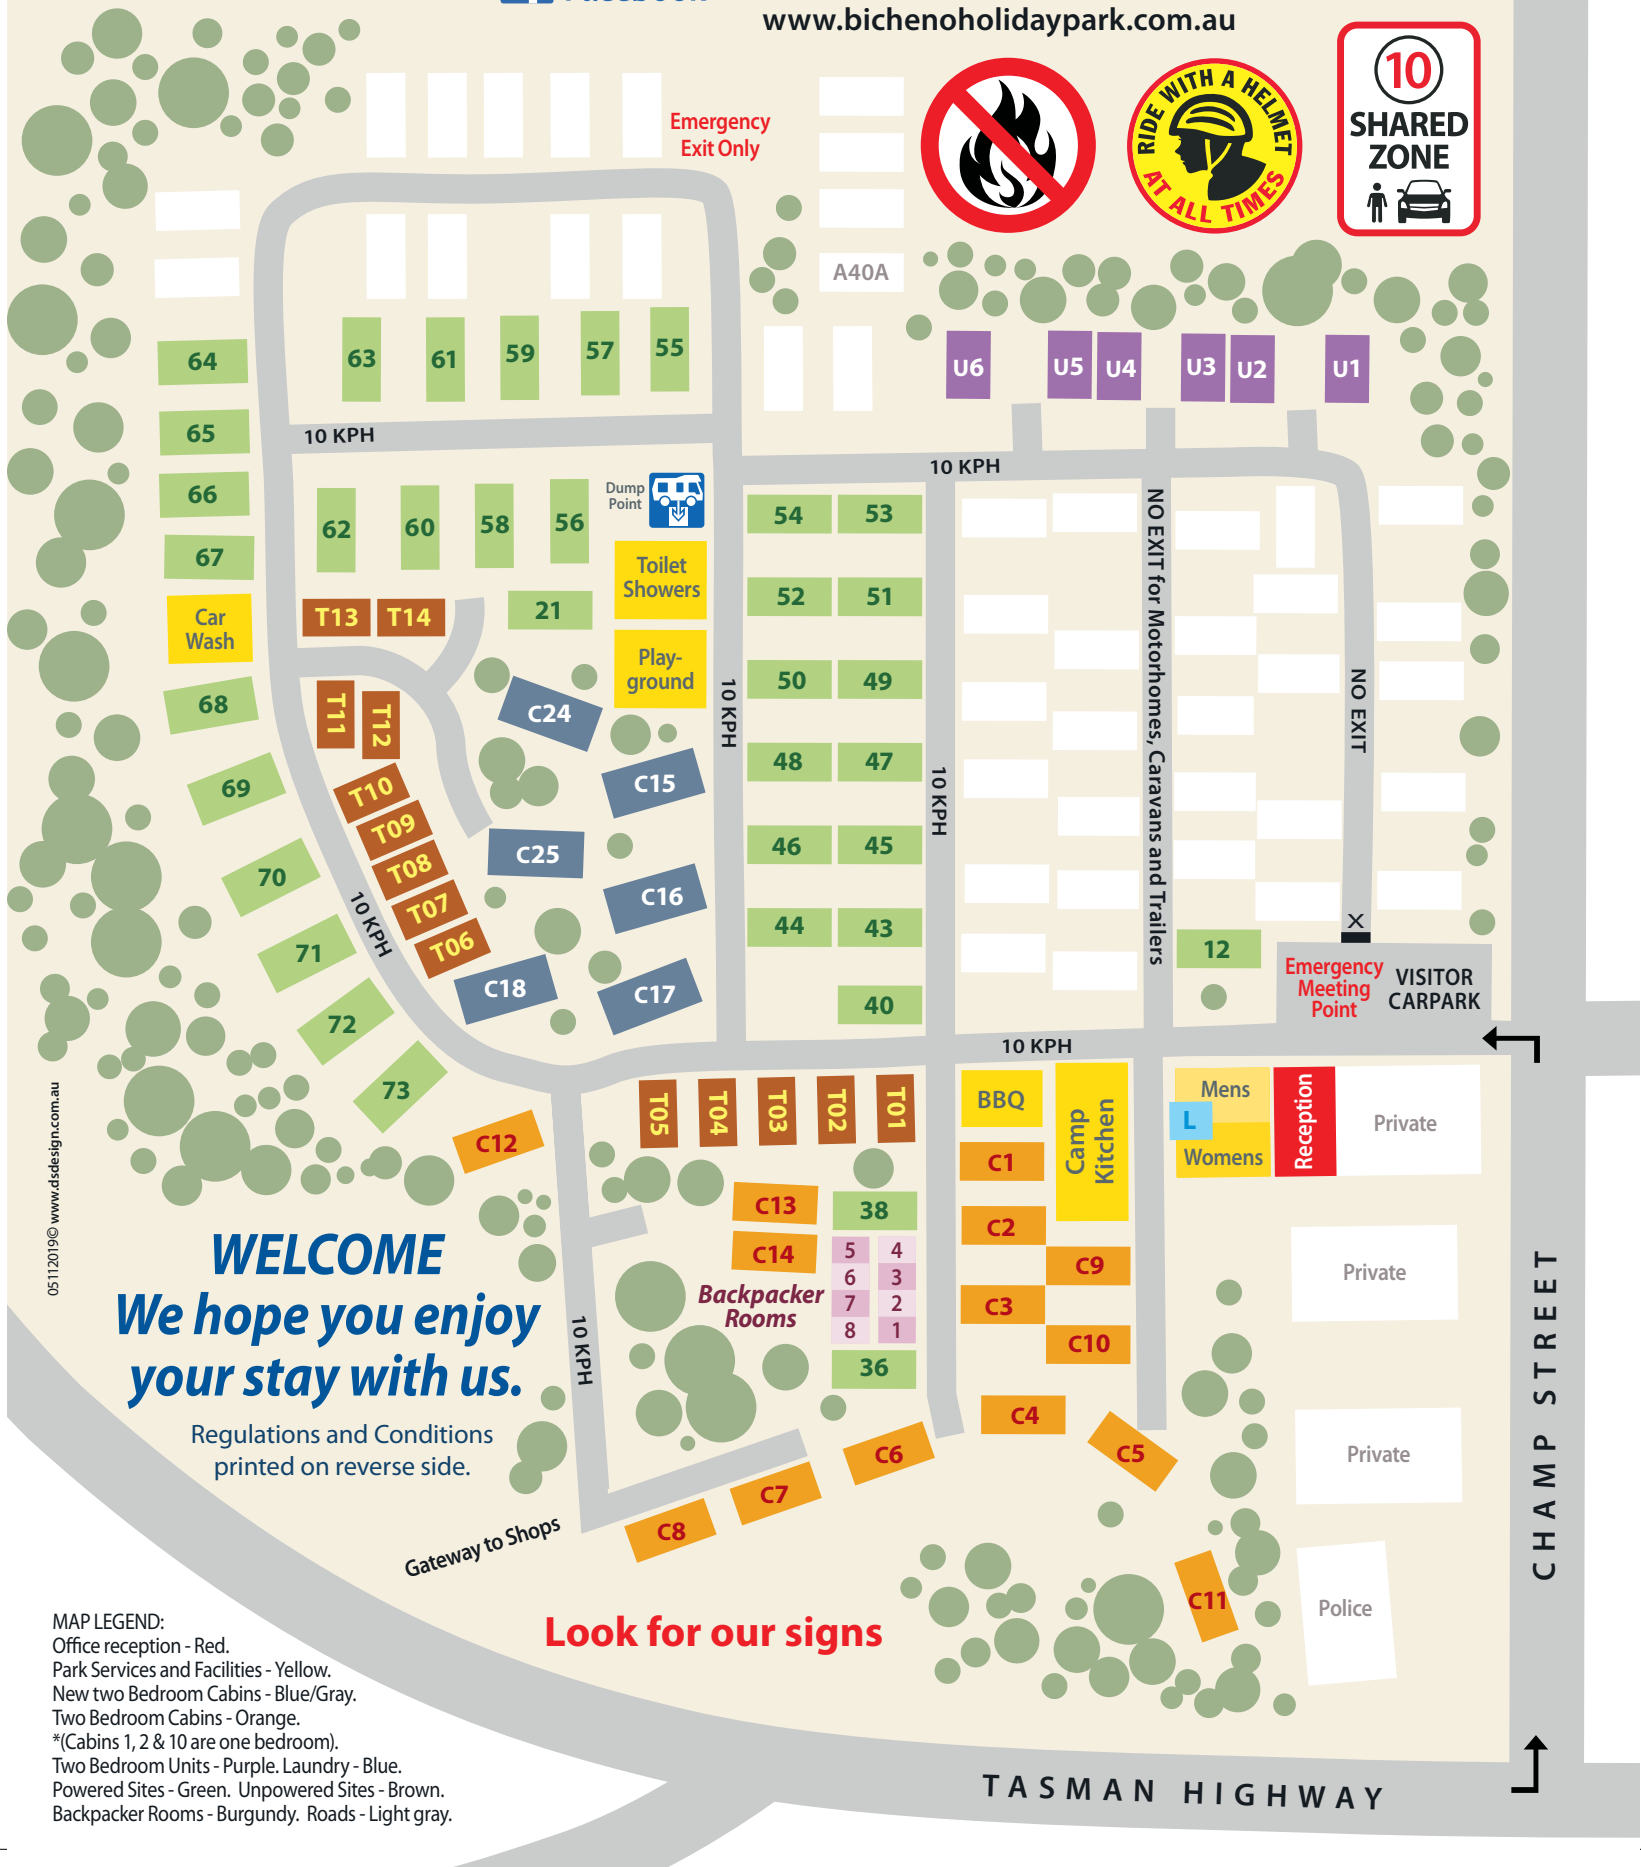 www.bichenoholidaypark.com.au
RIDE WITH A HELMET
AT ALL TIMES
10
SHARED
ZONE
Emergency
Exit Only
A40A
U6
U5
U4
U3
U2
U1
64
63
61
59
57
55
65
10 KPH
10 KPH
66
62
60
58
56
Dump
Point
54
53
67
Toilet
Showers
52
51
Car
Wash
T13
T14
21
Play-
ground
50
49
68
T11
T12
C24
10 KPH
NO EXIT for Motorhomes, Caravans and Trailers
NO EXIT
69
T10
C15
48
47
10 KPH
T09
C25
46
45
70
T08
C16
T07
10 KPH
44
43
X
71
T06
12
C18
C17
40
Emergency
Meeting
Point
VISITOR
CARPARK
72
10 KPH
73
T05
T04
T03
T02
T01
BBQ
Camp
Kitchen
Mens
L
Womens
Reception
Private
C12
C1
C13
38
C2
C14
5
4
6
3
7
2
8
1
Backpacker
Rooms
C9
C3
C10
36
Private
C4
C6
C5
C7
C8
Private
C11
Police
10 KPH
CHAMP STREET
05112019© www.dsdesign.com.au
WELCOME
We hope you enjoy
your stay with us.
Regulations and Conditions
printed on reverse side.
Gateway to Shops
Look for our signs
MAP LEGEND:
Office reception - Red.
Park Services and Facilities - Yellow.
New two Bedroom Cabins - Blue/Gray.
Two Bedroom Cabins - Orange.
*(Cabins 1, 2 & 10 are one bedroom).
Two Bedroom Units - Purple. Laundry - Blue.
Powered Sites - Green. Unpowered Sites - Brown.
Backpacker Rooms - Burgundy. Roads - Light gray.
TASMAN HIGHWAY